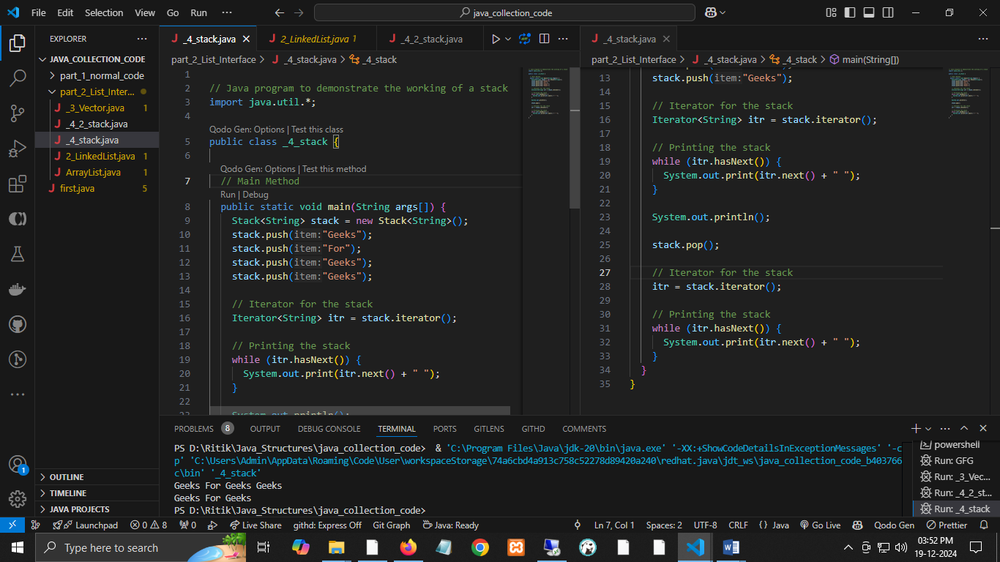 File Edit Selection View Go Run ··· java_collection_code
EXPLORER ···
JAVA_COLLECTION_CODE
part_1_normal_code
part_2_List_Inter...
_3_Vector.java 1
_4_2_stack.java
_4_stack.java
2_LinkedList.java 1
ArrayList.java 1
first.java 5
OUTLINE
TIMELINE
JAVA PROJECTS
1
_4_stack.java 2_LinkedList.java 1 _4_2_stack.java
part_2_List_Interface > _4_stack.java > _4_stack
1
2 // Java program to demonstrate the working of a stack
3 import java.util.*;
4
Qodo Gen: Options | Test this class
5 public class _4_stack {
6
Qodo Gen: Options | Test this method
7 // Main Method
Run | Debug
8 public static void main(String args[]) {
9 Stack<String> stack = new Stack<String>();
10 stack.push(item:"Geeks");
11 stack.push(item:"For");
12 stack.push(item:"Geeks");
13 stack.push(item:"Geeks");
14
15 // Iterator for the stack
16 Iterator<String> itr = stack.iterator();
17
18 // Printing the stack
19 while (itr.hasNext()) {
20 System.out.print(itr.next() + " ");
21 }
22
_4_stack.java
part_2_List_Interface > _4_stack.java > _4_stack > main(String[])
13 stack.push(item:"Geeks");
14
15 // Iterator for the stack
16 Iterator<String> itr = stack.iterator();
17
18 // Printing the stack
19 while (itr.hasNext()) {
20 System.out.print(itr.next() + " ");
21 }
22
23 System.out.println();
24
25 stack.pop();
26
27 // Iterator for the stack
28 itr = stack.iterator();
29
30 // Printing the stack
31 while (itr.hasNext()) {
32 System.out.print(itr.next() + " ");
33 }
34 }
35 }
PROBLEMS 8 OUTPUT DEBUG CONSOLE TERMINAL PORTS GITLENS GITHD COMMENTS
PS D:\Ritik\Java_Structures\java_collection_code> & 'C:\Program Files\Java\jdk-20\bin\java.exe' '-XX:+ShowCodeDetailsInExceptionMessages' '-c
p' 'C:\Users\Admin\AppData\Roaming\Code\User\workspaceStorage\74a6cbd4a913c758c52278d89420a240\redhat.java\jdt_ws\java_collection_code_b403766
c\bin' '_4_stack'
Geeks For Geeks Geeks
Geeks For Geeks
PS D:\Ritik\Java_Structures\java_collection_code>
powershell
Run: GFG
Run: _3_Vec...
Run: _4_2_st...
Run: _4_stack
Launchpad 0 8 0 Live Share githd: Express Off Git Graph Java: Ready Ln 7, Col 1 Spaces: 2 UTF-8 CRLF {} Java Go Live Qodo Gen Prettier
Type here to search
03:52 PM
19-12-2024